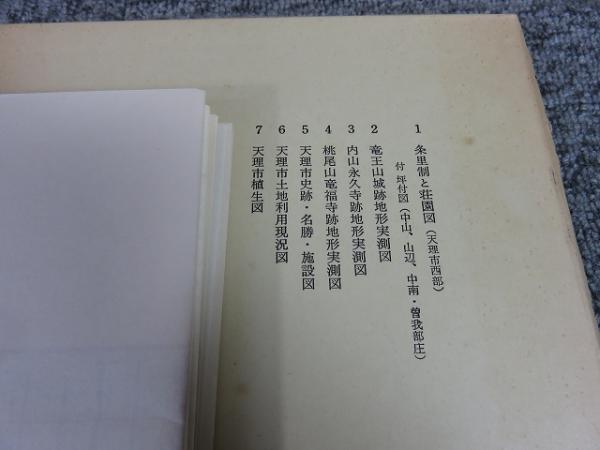 1 条里制と荘園図（天理市西部）
付 坪付図（中山、山辺、中南・曽我部庄）
2 竜王山城跡地形実測図
3 内山永久寺跡地形実測図
4 桃尾山竜福寺跡地形実測図
5 天理市史跡・名勝・施設図
6 天理市土地利用現況図
7 天理市植生図